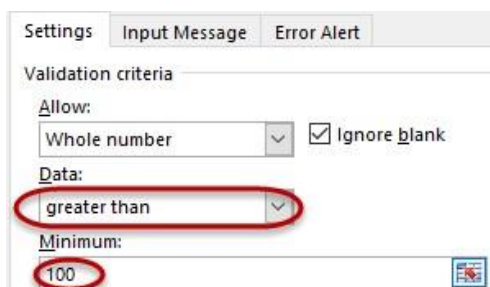 Settings Input Message Error Alert
Validation criteria
Allow:
Whole number Ignore blank
Data:
greater than
Minimum:
100